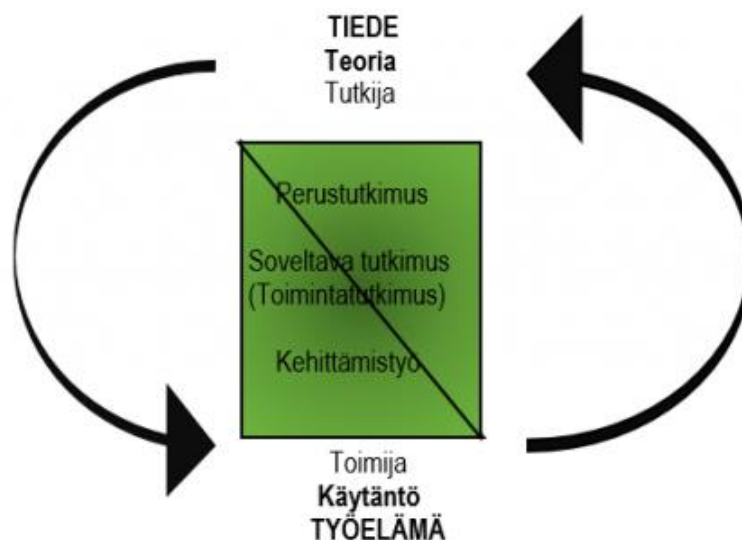 TIEDE
Teoria
Tutkija
Perustutkimus
Soveltava tutkimus
(Toimintatutkimus)
Kehittämistyö
Toimija
Käytäntö
TYÖELÄMÄ